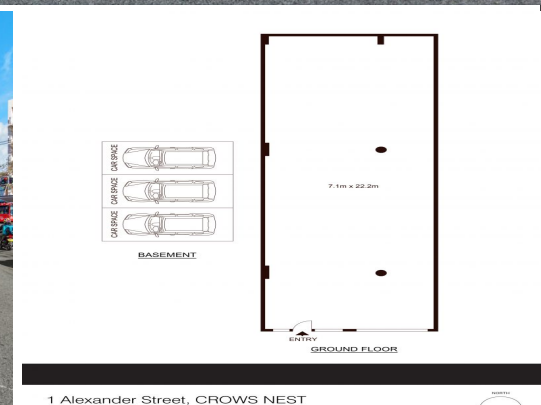 CAR SPACE
CAR SPACE
CAR SPACE
BASEMENT
7.1m x 22.2m
ENTRY
GROUND FLOOR
1 Alexander Street, CROWS NEST
NORTH